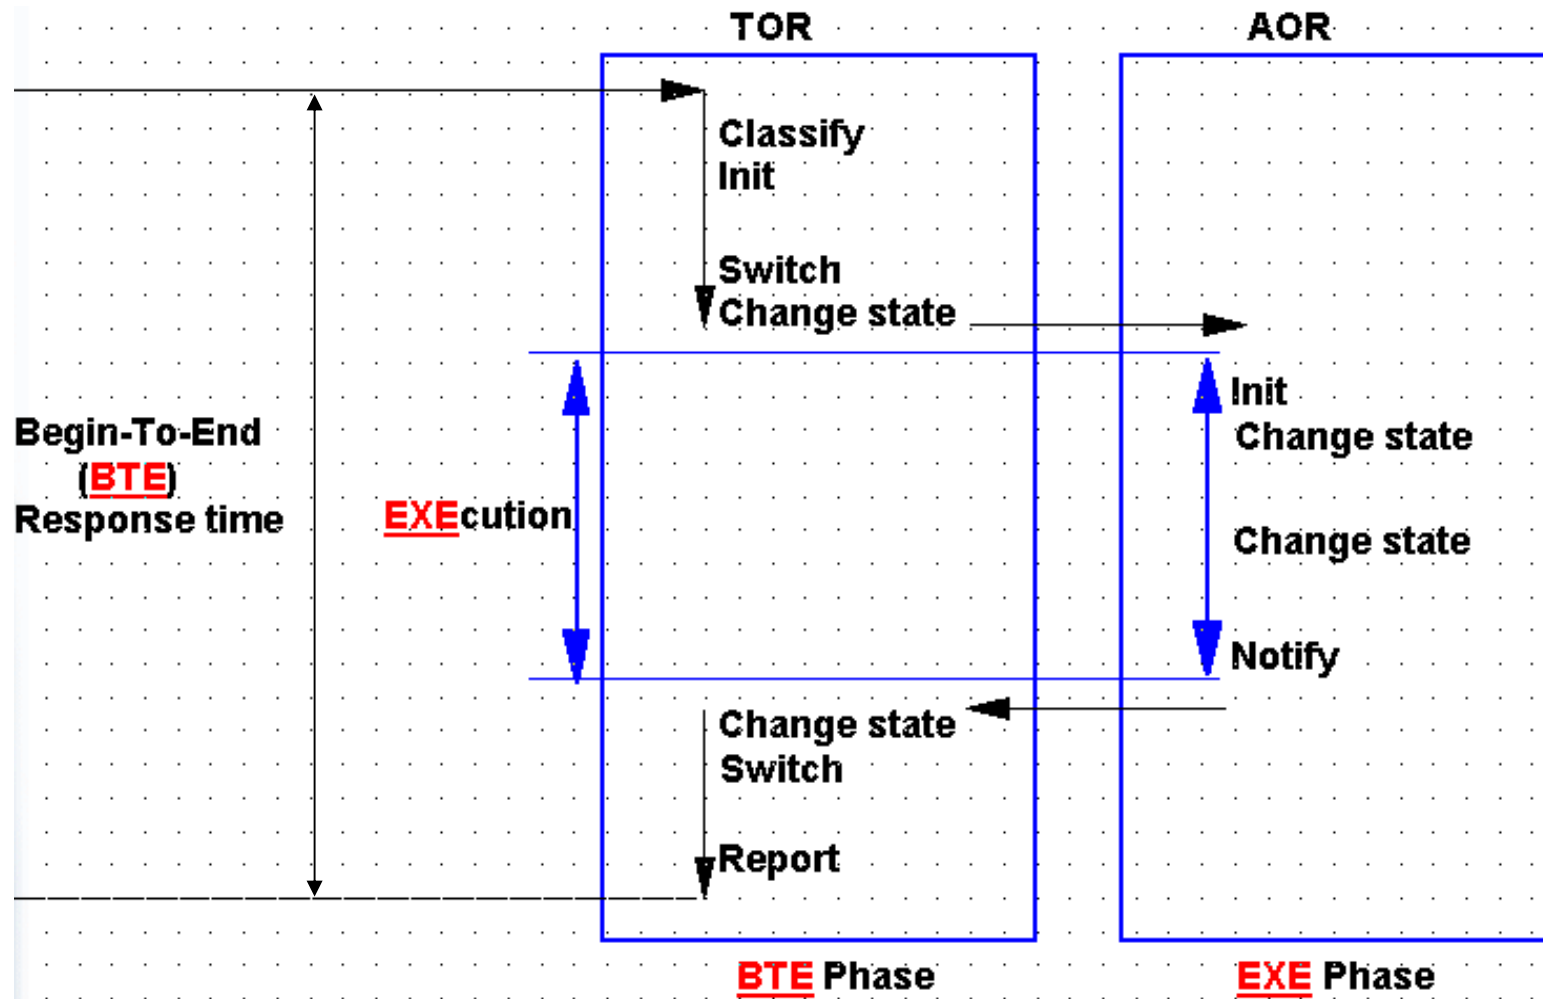 TOR
AOR
Classify
Init
Switch
Change state
Init
Change state
Begin-To-End
(BTE)
Response time
EXEcution
Change state
Notify
Change state
Switch
Report
BTE Phase
EXE Phase